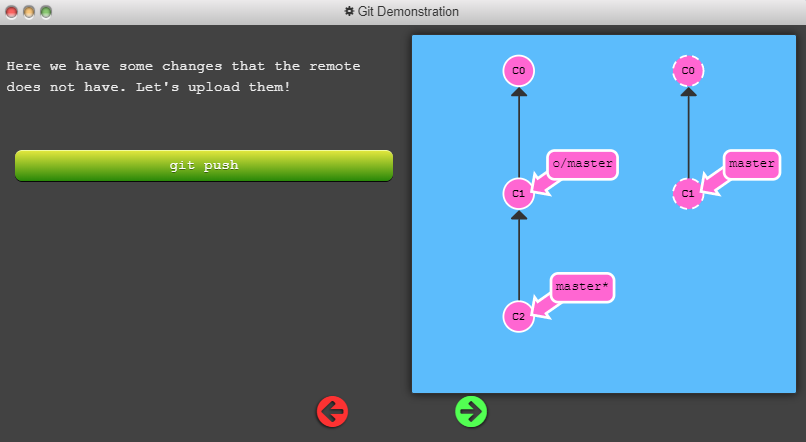 Git Demonstration
Here we have some changes that the remote
does not have. Let's upload them!
git push
C0
C0
o/master
master
C1
C1
master*
C2